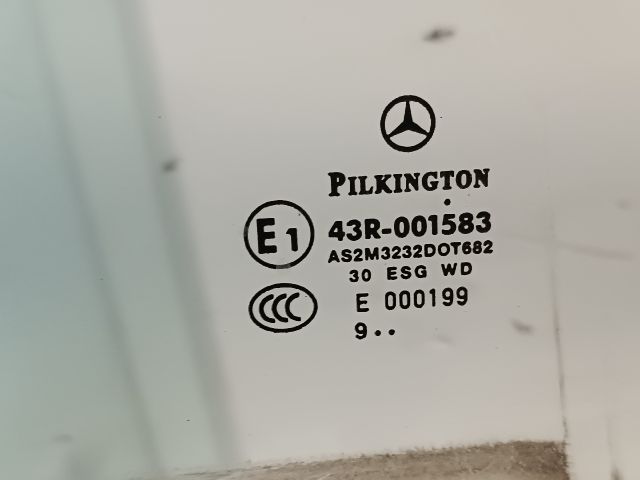 PILKINGTON
E1 43R-001583
AS2M3232DOT682
30 ESG WD
CCC E 000199
9..